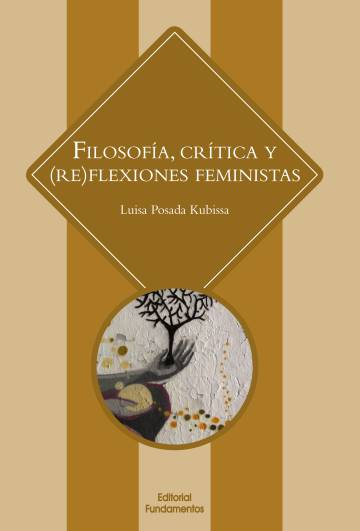 FILOSOFÍA, CRÍTICA Y
(RE)FLEXIONES FEMINISTAS
Luisa Posada Kubissa
Editorial
Fundamentos